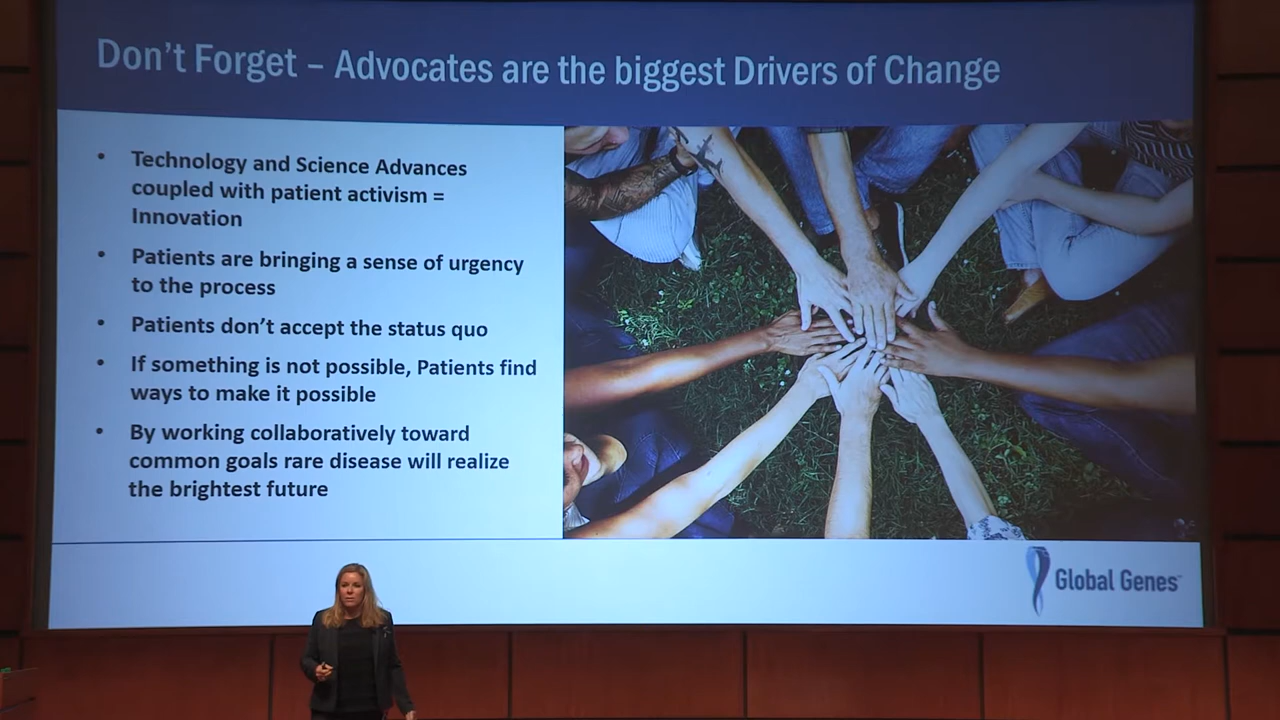 Don't Forget – Advocates are the biggest Drivers of Change
• Technology and Science Advances
coupled with patient activism =
Innovation
• Patients are bringing a sense of urgency
to the process
• Patients don't accept the status quo
• If something is not possible, Patients find
ways to make it possible
• By working collaboratively toward
common goals rare disease will realize
the brightest future
Global Genes™